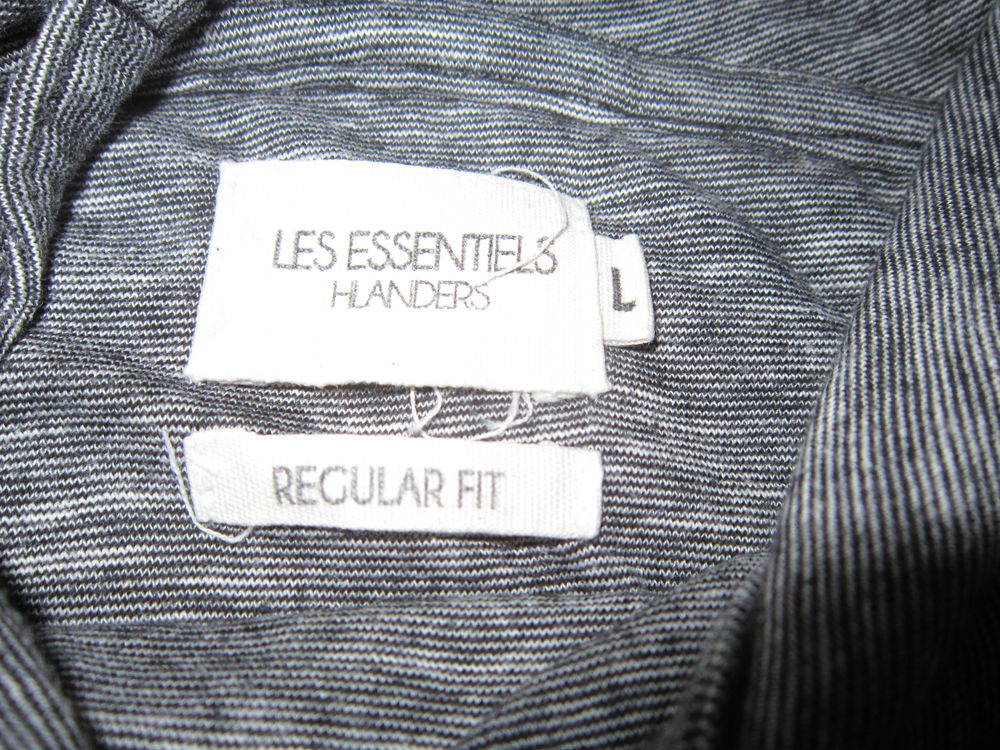 LES ESSENTIELS
HLANDERS
L
REGULAR FIT